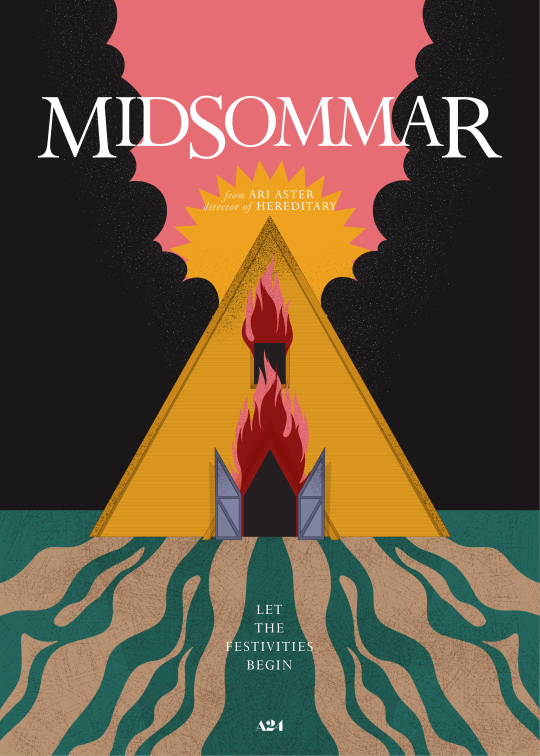 MIDSOMMAR
from ARI ASTER
director of HEREDITARY
LET
THE
FESTIVITIES
BEGIN
A24